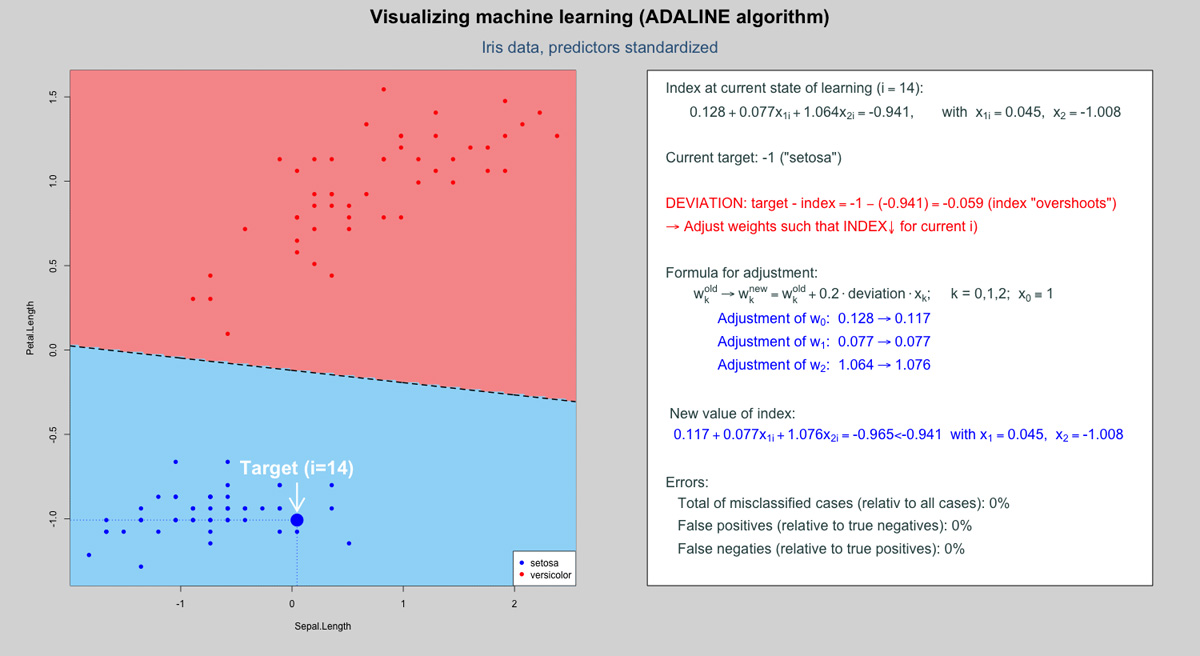 Visualizing machine learning (ADALINE algorithm)
Iris data, predictors standardized
Petal.Length
1.5
1.0
0.5
0.0
-0.5
-1.0
Target (i=14)
setosa
versicolor
-1
0
1
2
Sepal.Length
Index at current state of learning (i = 14):
0.128 + 0.077x1i + 1.064x2i = -0.941, with x1i = 0.045, x2 = -1.008
Current target: -1 ("setosa")
DEVIATION: target - index = -1 – (-0.941) = -0.059 (index "overshoots")
→ Adjust weights such that INDEX↓ for current i)
Formula for adjustment:
wk^old → wk^new = wk^old + 0.2 · deviation · xk; k = 0,1,2; x0 ≡ 1
Adjustment of w0: 0.128 → 0.117
Adjustment of w1: 0.077 → 0.077
Adjustment of w2: 1.064 → 1.076
New value of index:
0.117 + 0.077x1i + 1.076x2i = -0.965<-0.941 with x1 = 0.045, x2 = -1.008
Errors:
Total of misclassified cases (relativ to all cases): 0%
False positives (relative to true negatives): 0%
False negaties (relative to true positives): 0%